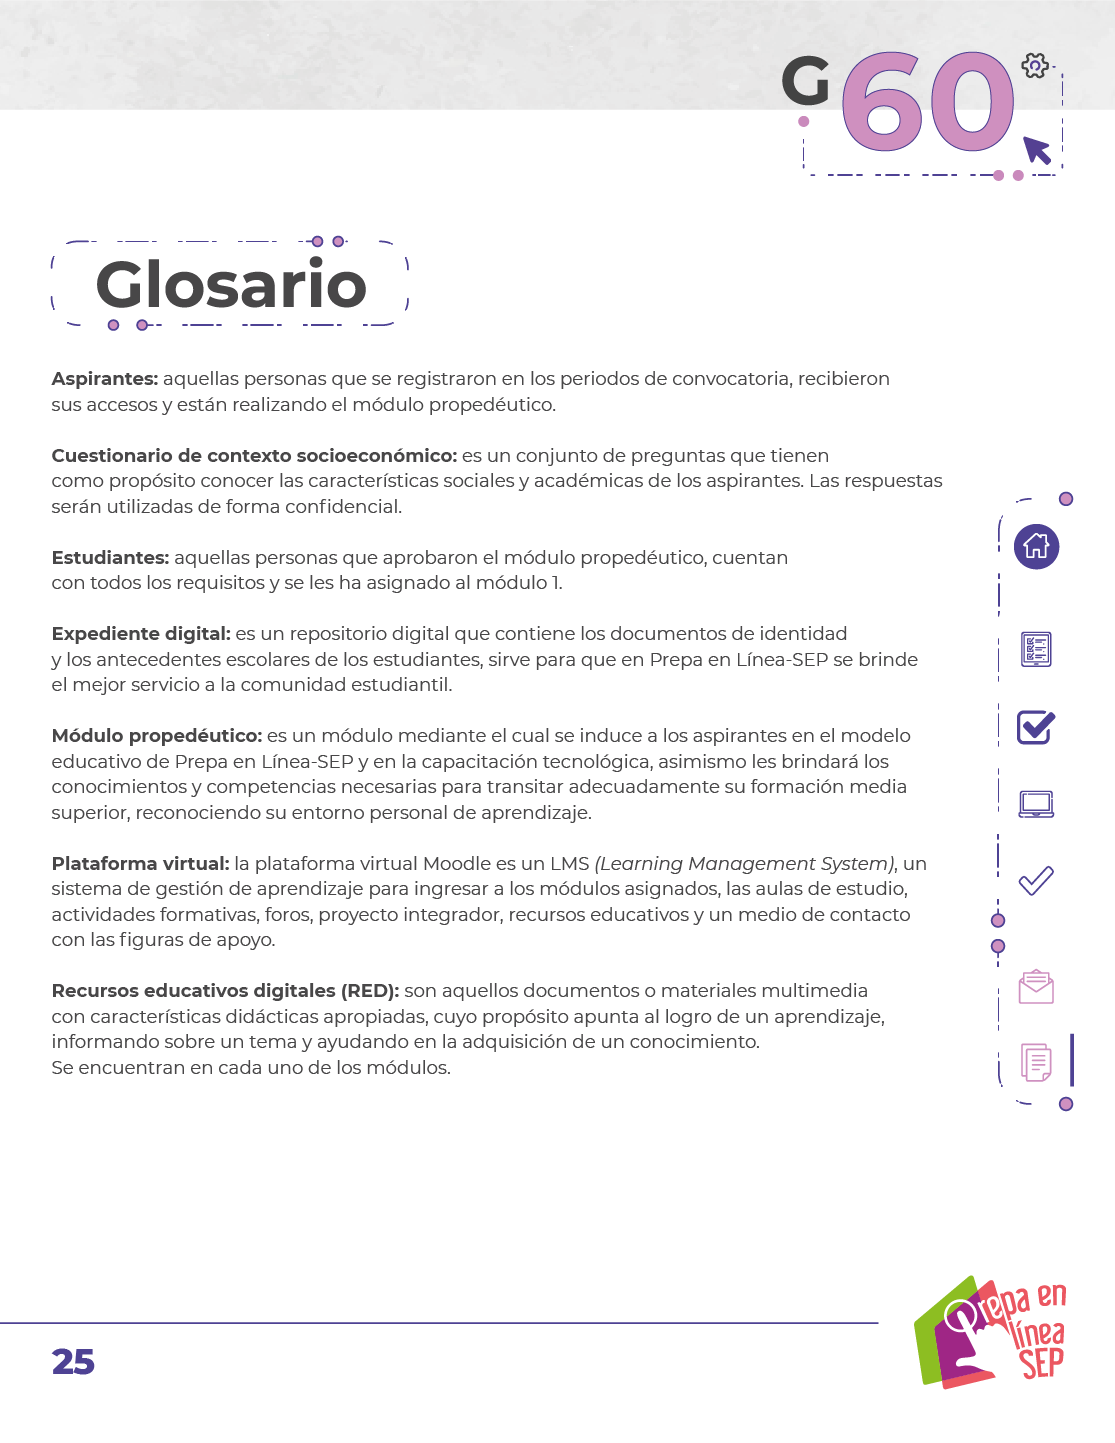 G60
Glosario
Aspirantes: aquellas personas que se registraron en los periodos de convocatoria, recibieron
sus accesos y están realizando el módulo propedéutico.
Cuestionario de contexto socioeconómico: es un conjunto de preguntas que tienen
como propósito conocer las características sociales y académicas de los aspirantes. Las respuestas
serán utilizadas de forma confidencial.
Estudiantes: aquellas personas que aprobaron el módulo propedéutico, cuentan
con todos los requisitos y se les ha asignado al módulo 1.
Expediente digital: es un repositorio digital que contiene los documentos de identidad
y los antecedentes escolares de los estudiantes, sirve para que en Prepa en Línea-SEP se brinde
el mejor servicio a la comunidad estudiantil.
Módulo propedéutico: es un módulo mediante el cual se induce a los aspirantes en el modelo
educativo de Prepa en Línea-SEP y en la capacitación tecnológica, asimismo les brindará los
conocimientos y competencias necesarias para transitar adecuadamente su formación media
superior, reconociendo su entorno personal de aprendizaje.
Plataforma virtual: la plataforma virtual Moodle es un LMS (Learning Management System), un
sistema de gestión de aprendizaje para ingresar a los módulos asignados, las aulas de estudio,
actividades formativas, foros, proyecto integrador, recursos educativos y un medio de contacto
con las figuras de apoyo.
Recursos educativos digitales (RED): son aquellos documentos o materiales multimedia
con características didácticas apropiadas, cuyo propósito apunta al logro de un aprendizaje,
informando sobre un tema y ayudando en la adquisición de un conocimiento.
Se encuentran en cada uno de los módulos.
Prepa en
línea
SEP
25